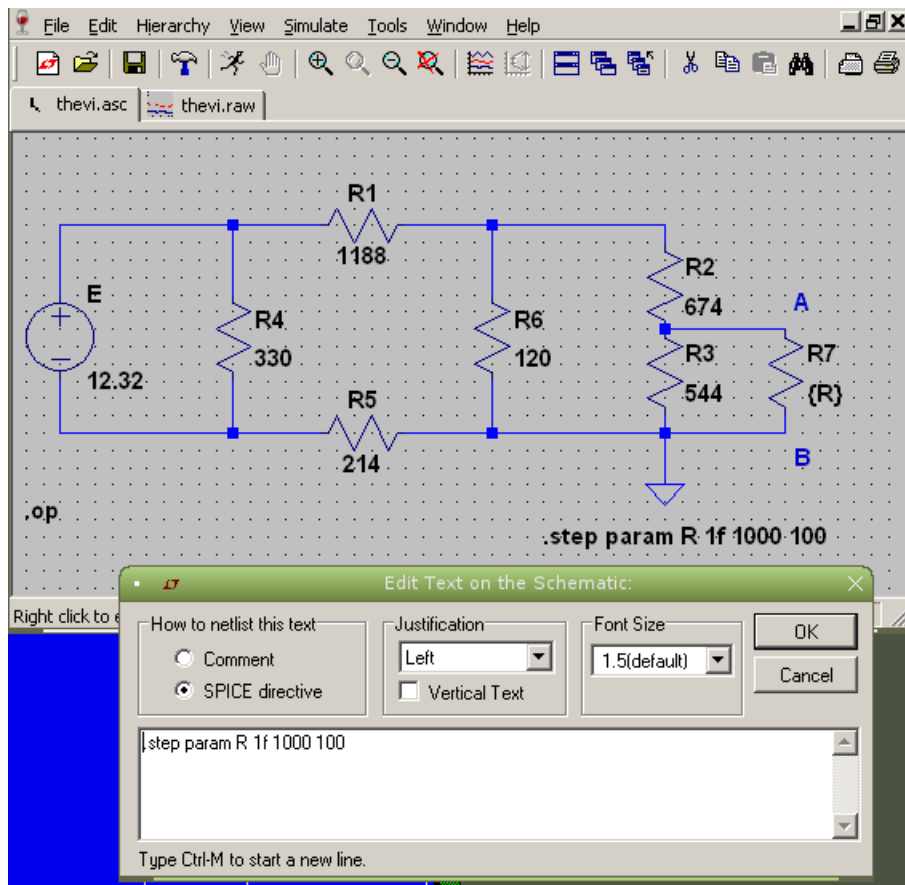 File Edit Hierarchy View Simulate Tools Window Help
thevi.asc thevi.raw
R1
1188
R2
674
A
E
12.32
R4
330
R6
120
R3
544
R7
{R}
R5
214
B
.op
.step param R 1f 1000 100
Edit Text on the Schematic:
Right click to e
How to netlist this text
Comment
SPICE directive
Justification
Left
Vertical Text
Font Size
1.5(default)
OK
Cancel
.step param R 1f 1000 100
Type Ctrl-M to start a new line.